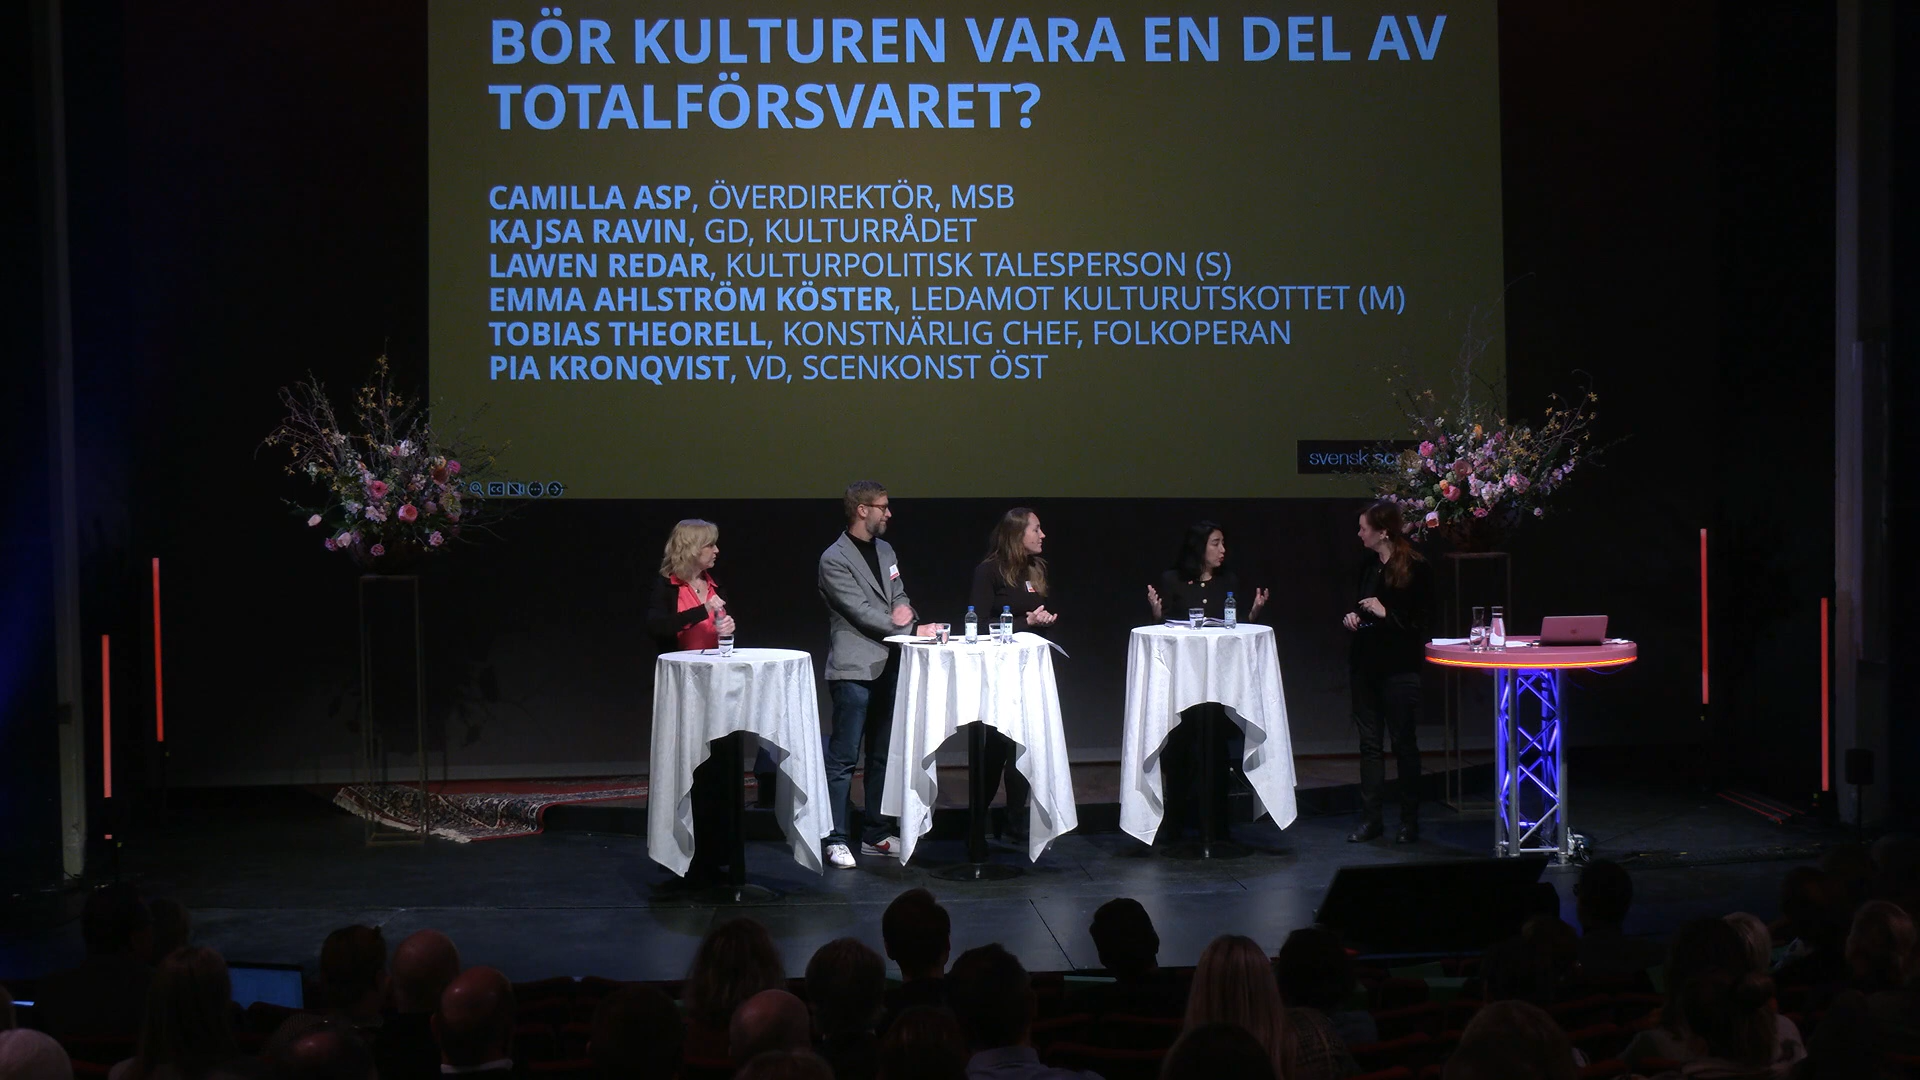 BÖR KULTUREN VARA EN DEL AV
TOTALFÖRSVARET?
CAMILLA ASP, ÖVERDIREKTÖR, MSB
KAJSA RAVIN, GD, KULTURRÅDET
LAWEN REDAR, KULTURPOLITISK TALESPERSON (S)
EMMA AHLSTRÖM KÖSTER, LEDAMOT KULTURUTSKOTTET (M)
TOBIAS THEORELL, KONSTNÄRLIG CHEF, FOLKOPERAN
PIA KRONQVIST, VD, SCENKONST ÖST
svensk